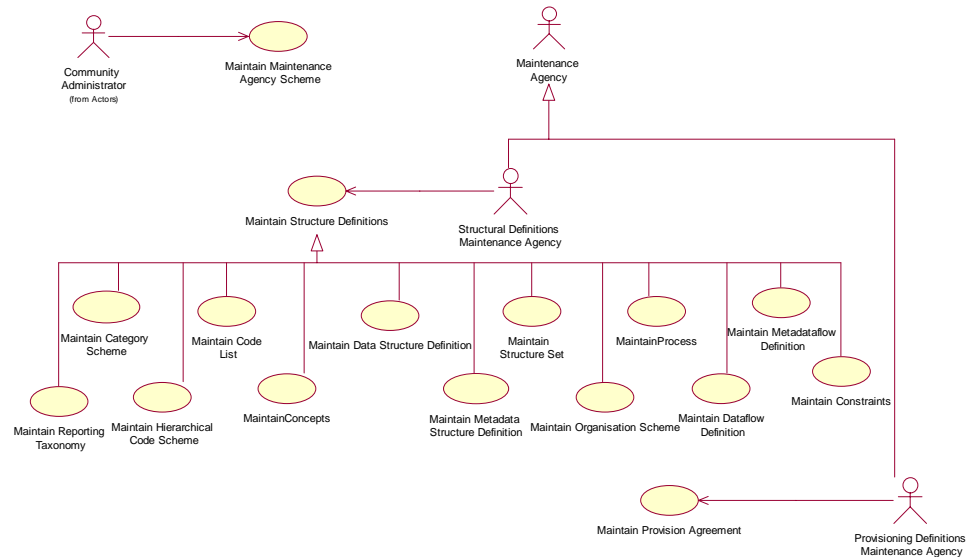 Community
Administrator
(from Actors)
Maintain Maintenance
Agency Scheme
Maintenance
Agency
Maintain Structure Definitions
Structural Definitions
Maintenance Agency
Maintain Category
Scheme
Maintain Code
List
Maintain Data Structure Definition
Maintain
Structure Set
MaintainProcess
Maintain Metadataflow
Definition
Maintain Reporting
Taxonomy
Maintain Hierarchical
Code Scheme
MaintainConcepts
Maintain Metadata
Structure Definition
Maintain Organisation Scheme
Maintain Dataflow
Definition
Maintain Constraints
Maintain Provision Agreement
Provisioning Definitions
Maintenance Agency